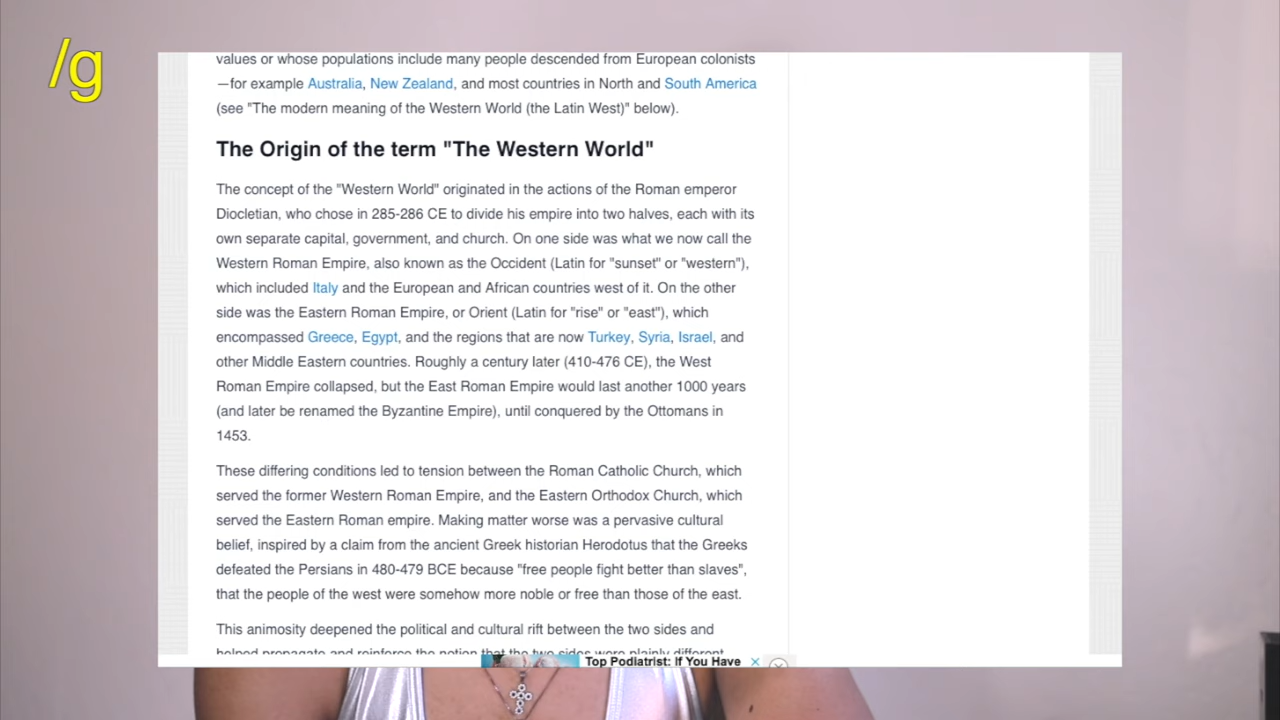 /g
values or whose populations include many people descended from European colonists
—for example Australia, New Zealand, and most countries in North and South America
(see "The modern meaning of the Western World (the Latin West)" below).
The Origin of the term "The Western World"
The concept of the "Western World" originated in the actions of the Roman emperor
Diocletian, who chose in 285-286 CE to divide his empire into two halves, each with its
own separate capital, government, and church. On one side was what we now call the
Western Roman Empire, also known as the Occident (Latin for "sunset" or "western"),
which included Italy and the European and African countries west of it. On the other
side was the Eastern Roman Empire, or Orient (Latin for "rise" or "east"), which
encompassed Greece, Egypt, and the regions that are now Turkey, Syria, Israel, and
other Middle Eastern countries. Roughly a century later (410-476 CE), the West
Roman Empire collapsed, but the East Roman Empire would last another 1000 years
(and later be renamed the Byzantine Empire), until conquered by the Ottomans in
1453.
These differing conditions led to tension between the Roman Catholic Church, which
served the former Western Roman Empire, and the Eastern Orthodox Church, which
served the Eastern Roman empire. Making matter worse was a pervasive cultural
belief, inspired by a claim from the ancient Greek historian Herodotus that the Greeks
defeated the Persians in 480-479 BCE because "free people fight better than slaves",
that the people of the west were somehow more noble or free than those of the east.
This animosity deepened the political and cultural rift between the two sides and
helped propagate and reinforce the notion that the two sides were plainly different
Top Podiatrist: If You Have